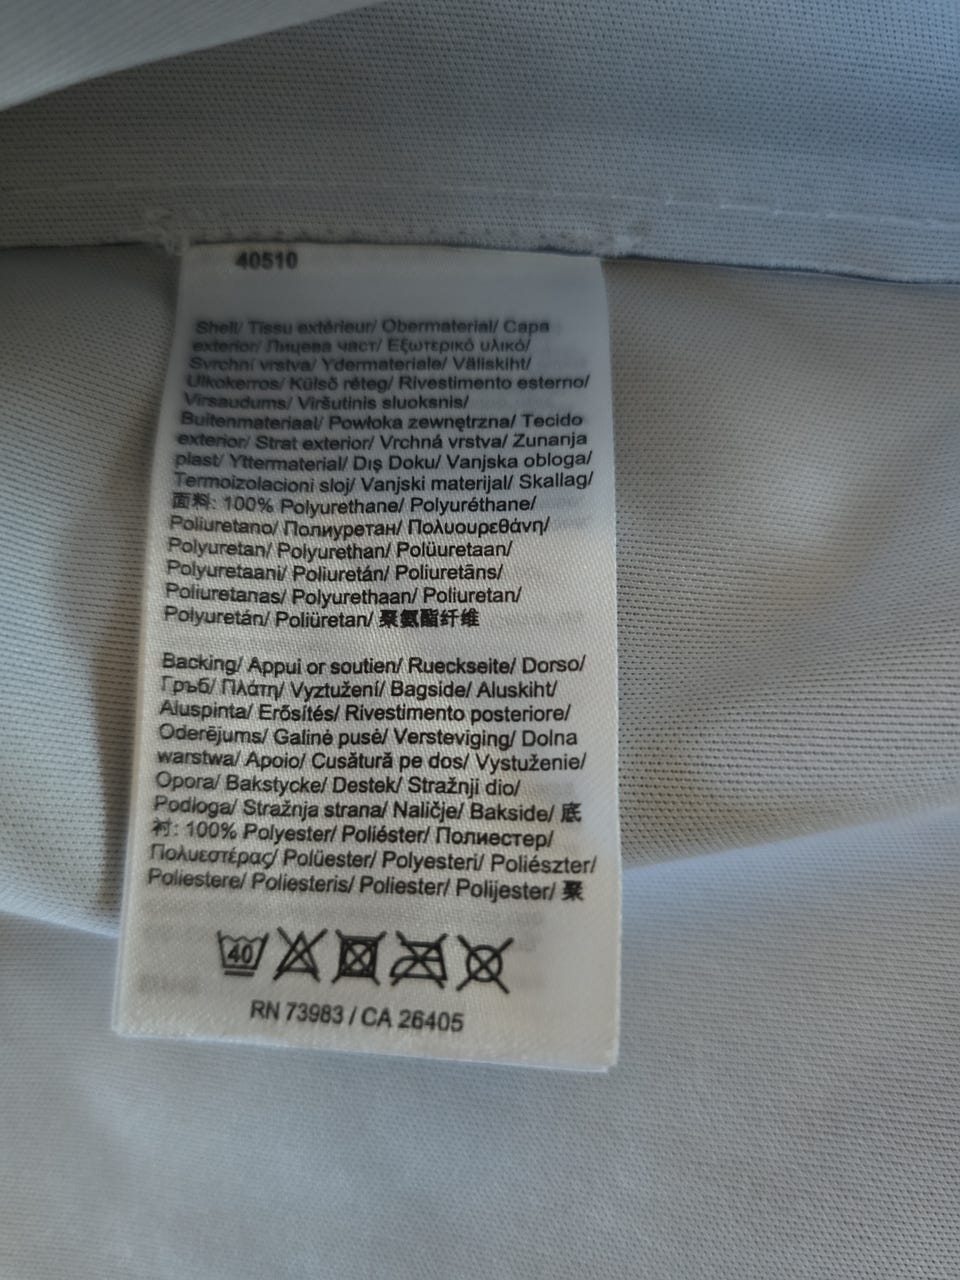 40510
Shell/ Tissu extérieur/ Obermaterial/ Capa
exterior/ Лицева част/ Εξωτερικό υλικό/
Svrchní vrstva/ Ydermateriale/ Väliskiht/
Ulkokerros/ Külső réteg/ Rivestimento esterno/
Virsaudums/ Viršutinis sluoksnis/
Buitenmateriaal/ Powłoka zewnętrzna/ Tecido
exterior/ Strat exterior/ Vrchná vrstva/ Zunanja
plast/ Yttermaterial/ Dış Doku/ Vanjska obloga/
Termoizolacioni sloj/ Vanjski materijal/ Skallag/
面料: 100% Polyurethane/ Polyuréthane/
Poliuretano/ Полиуретан/ Πολυουρεθάνη/
Polyuretan/ Polyurethan/ Polüuretaan/
Polyuretaani/ Poliuretán/ Poliuretāns/
Poliuretanas/ Polyurethaan/ Poliuretan/
Polyuretán/ Poliüretan/ 聚氨酯纤维
Backing/ Appui or soutien/ Rueckseite/ Dorso/
Гръб/ Πλάτη/ Vyztužení/ Bagside/ Aluskiht/
Aluspinta/ Erősítés/ Rivestimento posteriore/
Oderējums/ Galinė pusė/ Versteviging/ Dolna
warstwa/ Apoio/ Cusătură pe dos/ Vystuženie/
Opora/ Bakstycke/ Destek/ Stražnji dio/
Podloga/ Stražnja strana/ Naličje/ Bakside/ 底
衬: 100% Polyester/ Poliéster/ Полиестер/
Πολυεστέρας/ Polüester/ Polyesteri/ Poliészter/
Poliestere/ Poliesteris/ Poliester/ Polijester/ 聚
40
RN 73983 / CA 26405